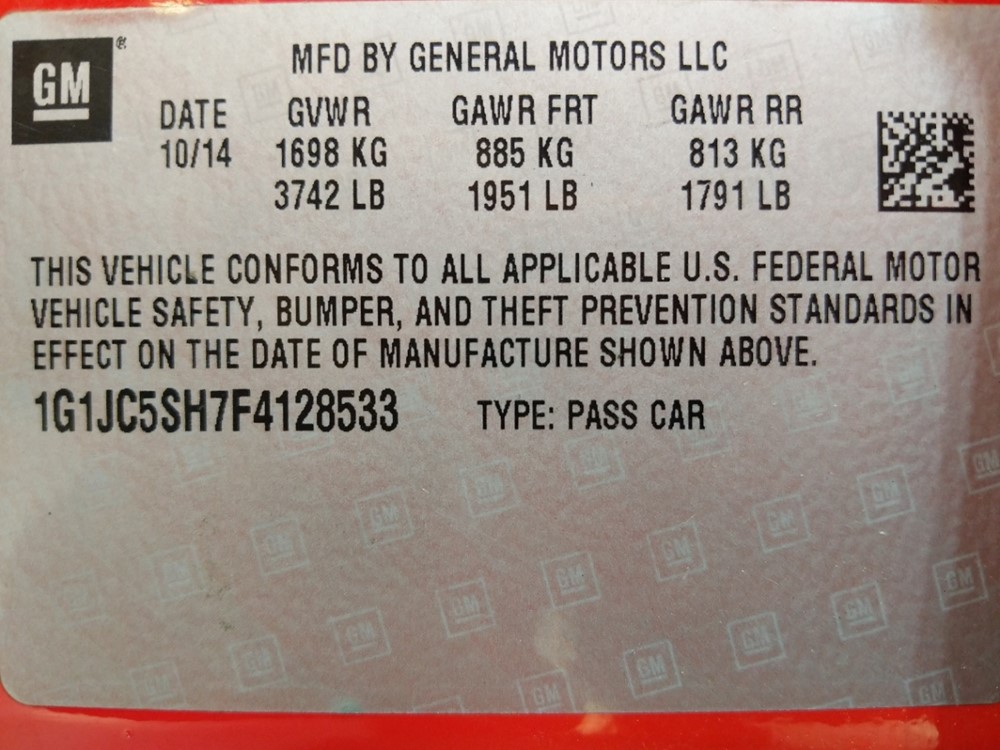 GM®
MFD BY GENERAL MOTORS LLC
DATE GVWR GAWR FRT GAWR RR
10/14 1698 KG 885 KG 813 KG
3742 LB 1951 LB 1791 LB
THIS VEHICLE CONFORMS TO ALL APPLICABLE U.S. FEDERAL MOTOR
VEHICLE SAFETY, BUMPER, AND THEFT PREVENTION STANDARDS IN
EFFECT ON THE DATE OF MANUFACTURE SHOWN ABOVE.
1G1JC5SH7F4128533 TYPE: PASS CAR